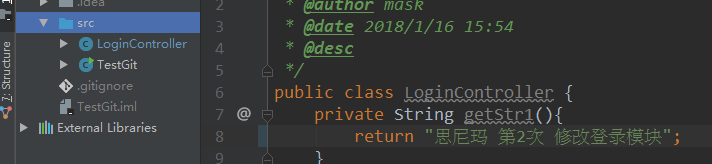 .idea
src
LoginController
TestGit
.gitignore
TestGit.iml
External Libraries
7: Structure
2 * @author mask
3 * @date 2018/1/16 15:54
4 * @desc
5 */
6 public class LoginController {
7 @ private String getStr1(){
8 return "思尼玛 第2次 修改登录模块";
9 }